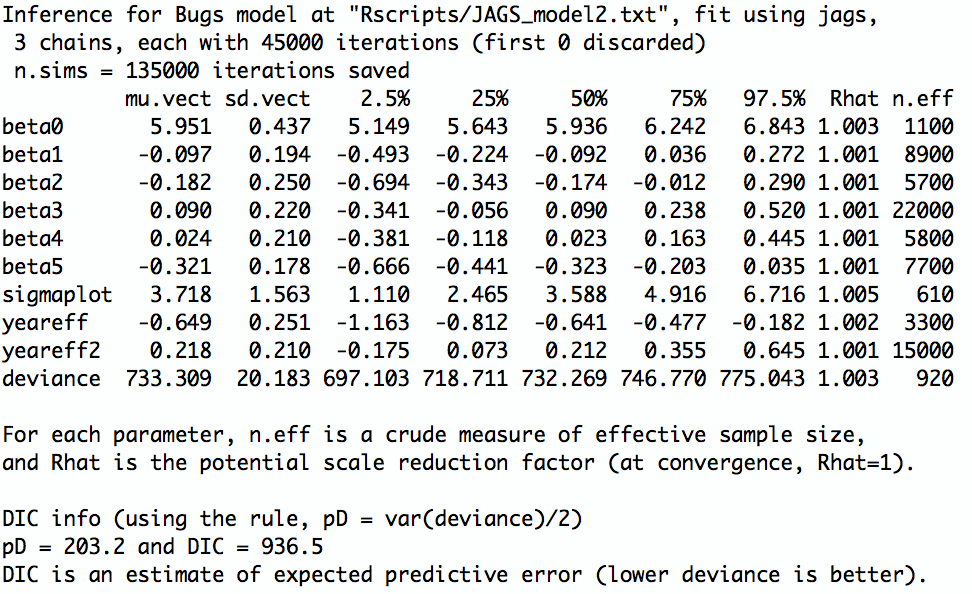 Inference for Bugs model at "Rscripts/JAGS_model2.txt", fit using jags,
 3 chains, each with 45000 iterations (first 0 discarded)
 n.sims = 135000 iterations saved
          mu.vect sd.vect    2.5%     25%     50%     75%   97.5%  Rhat n.eff
beta0       5.951   0.437   5.149   5.643   5.936   6.242   6.843 1.003  1100
beta1      -0.097   0.194  -0.493  -0.224  -0.092   0.036   0.272 1.001  8900
beta2      -0.182   0.250  -0.694  -0.343  -0.174  -0.012   0.290 1.001  5700
beta3       0.090   0.220  -0.341  -0.056   0.090   0.238   0.520 1.001 22000
beta4       0.024   0.210  -0.381  -0.118   0.023   0.163   0.445 1.001  5800
beta5      -0.321   0.178  -0.666  -0.441  -0.323  -0.203   0.035 1.001  7700
sigmaplot   3.718   1.563   1.110   2.465   3.588   4.916   6.716 1.005   610
yeareff    -0.649   0.251  -1.163  -0.812  -0.641  -0.477  -0.182 1.002  3300
yeareff2    0.218   0.210  -0.175   0.073   0.212   0.355   0.645 1.001 15000
deviance  733.309  20.183 697.103 718.711 732.269 746.770 775.043 1.003   920

For each parameter, n.eff is a crude measure of effective sample size,
and Rhat is the potential scale reduction factor (at convergence, Rhat=1).

DIC info (using the rule, pD = var(deviance)/2)
pD = 203.2 and DIC = 936.5
DIC is an estimate of expected predictive error (lower deviance is better).